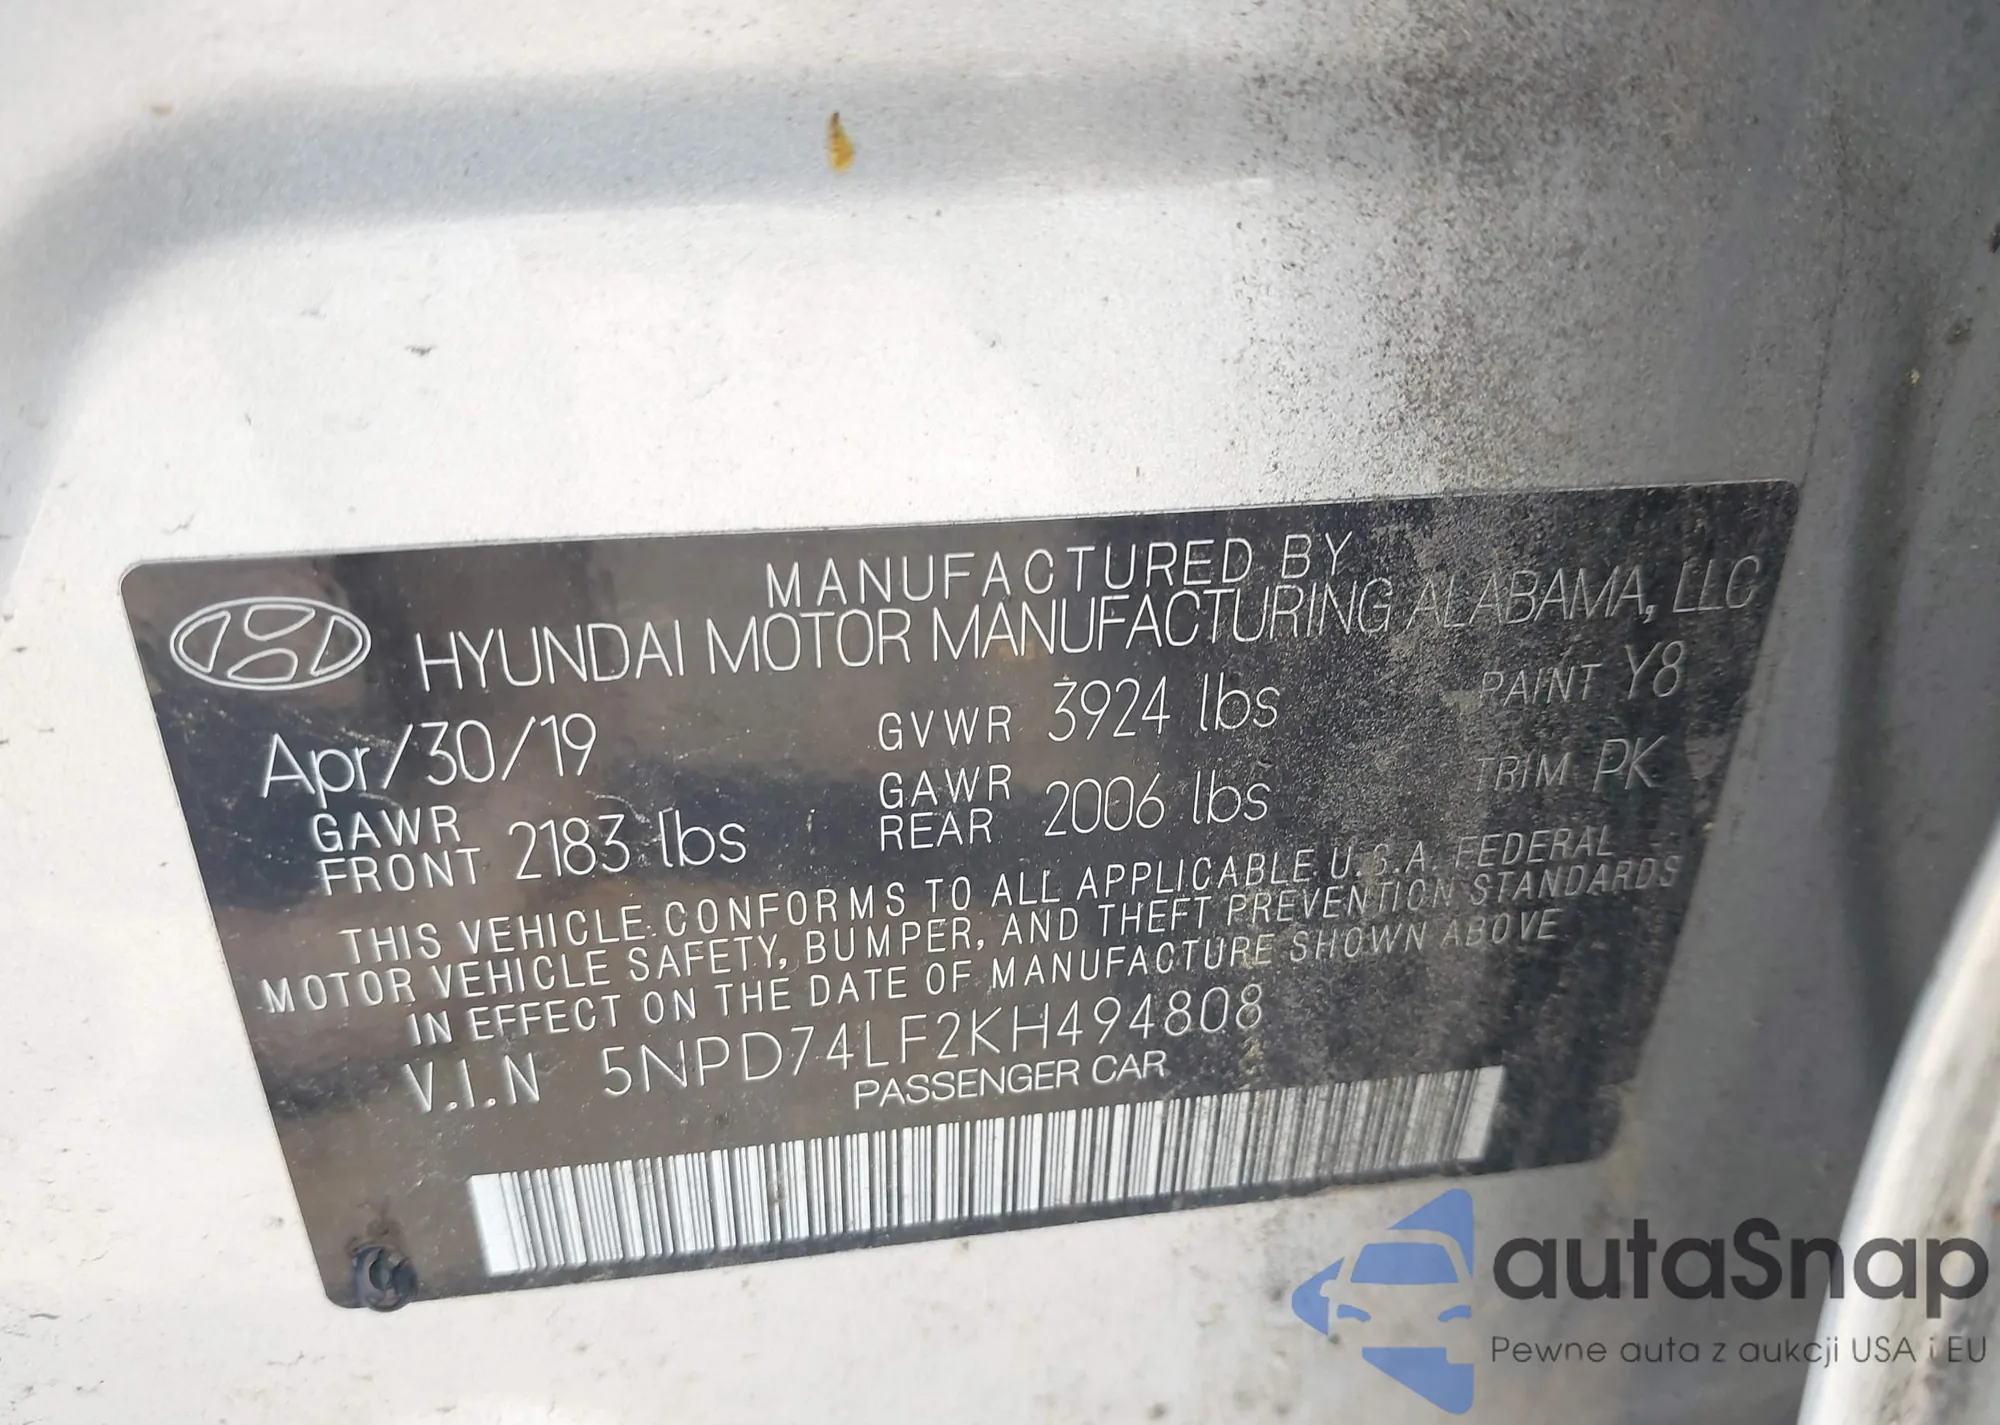 MANUFACTURED BY
HYUNDAI MOTOR MANUFACTURING ALABAMA, LLC
Apr/30/19 GVWR 3924 lbs PAINT Y8
GAWR FRONT 2183 lbs GAWR REAR 2006 lbs TRIM PK
THIS VEHICLE CONFORMS TO ALL APPLICABLE U.S.A. FEDERAL
MOTOR VEHICLE SAFETY, BUMPER, AND THEFT PREVENTION STANDARDS
IN EFFECT ON THE DATE OF MANUFACTURE SHOWN ABOVE
V.I.N 5NPD74LF2KH494808
PASSENGER CAR
autaSnap
Pewne auta z aukcji USA i EU